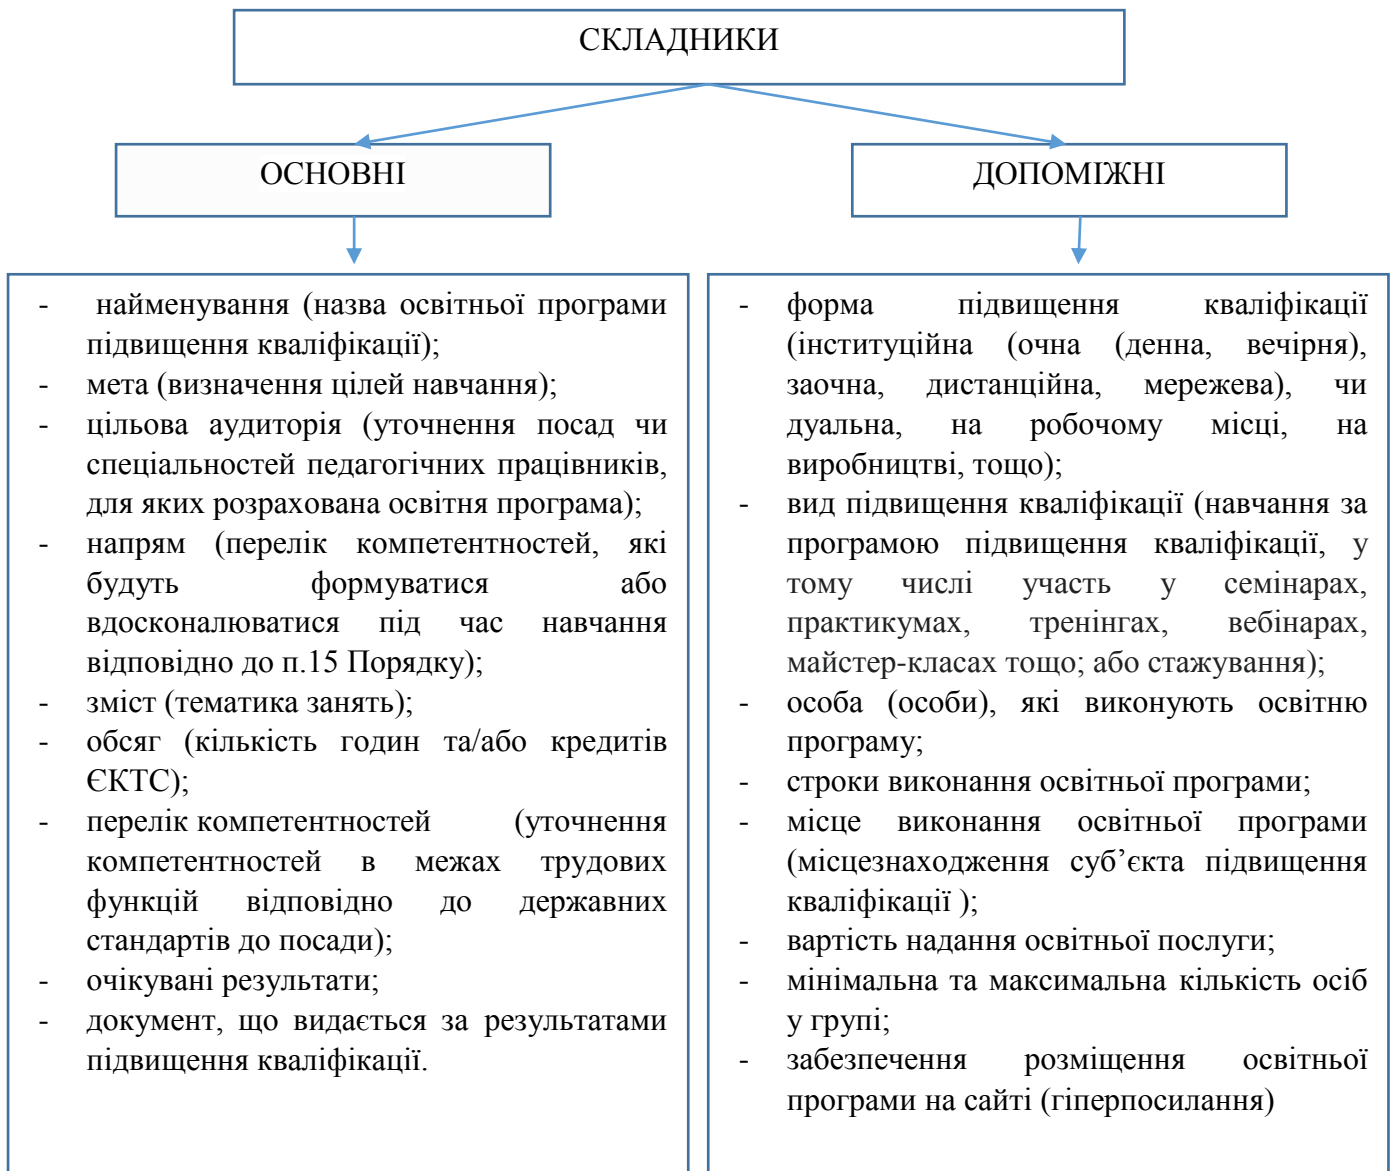 СКЛАДНИКИ
ОСНОВНІ
ДОПОМІЖНІ
- найменування (назва освітньої програми
підвищення кваліфікації);
- мета (визначення цілей навчання);
- цільова аудиторія (уточнення посад чи
спеціальностей педагогічних працівників,
для яких розрахована освітня програма);
- напрям (перелік компетентностей, які
будуть формуватися або
вдосконалюватися під час навчання
відповідно до п.15 Порядку);
- зміст (тематика занять);
- обсяг (кількість годин та/або кредитів
ЄКТС);
- перелік компетентностей (уточнення
компетентностей в межах трудових
функцій відповідно до державних
стандартів до посади);
- очікувані результати;
- документ, що видається за результатами
підвищення кваліфікації.
- форма підвищення кваліфікації
(інституційна (очна (денна, вечірня),
заочна, дистанційна, мережева), чи
дуальна, на робочому місці, на
виробництві, тощо);
- вид підвищення кваліфікації (навчання за
програмою підвищення кваліфікації, у
тому числі участь у семінарах,
практикумах, тренінгах, вебінарах,
майстер-класах тощо; або стажування);
- особа (особи), які виконують освітню
програму;
- строки виконання освітньої програми;
- місце виконання освітньої програми
(місцезнаходження суб’єкта підвищення
кваліфікації );
- вартість надання освітньої послуги;
- мінімальна та максимальна кількість осіб
у групі;
- забезпечення розміщення освітньої
програми на сайті (гіперпосилання)